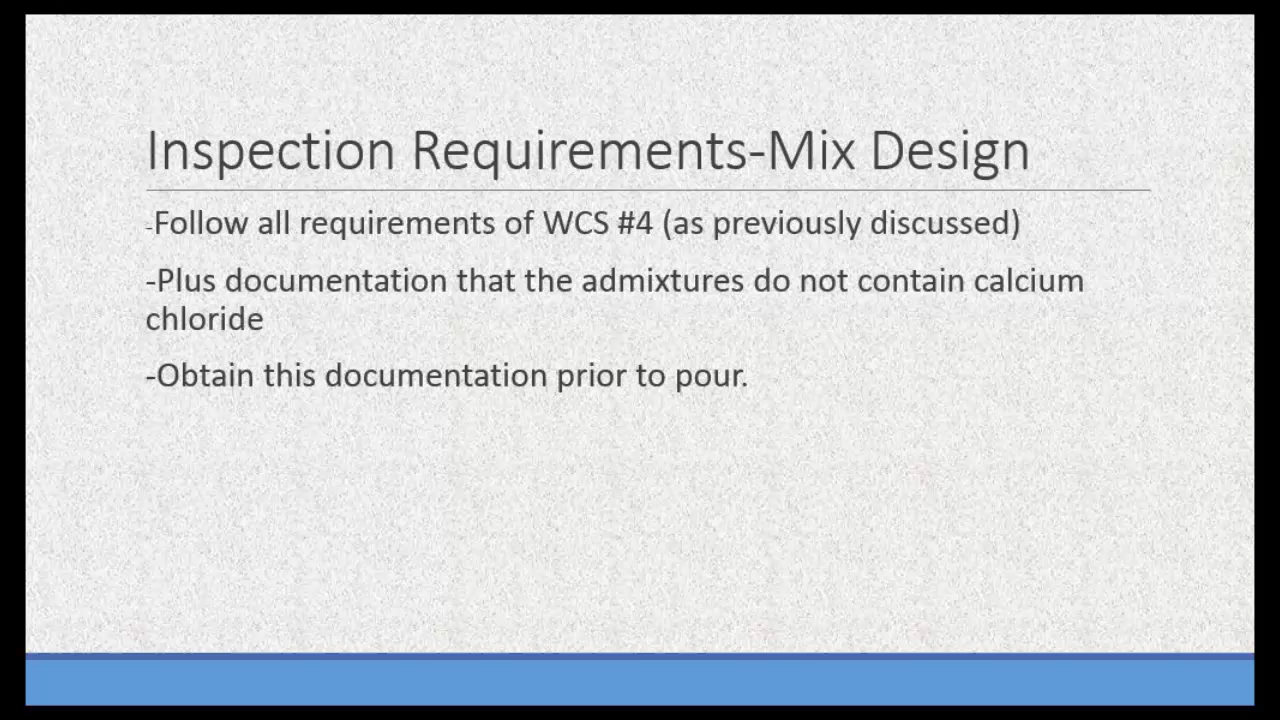 Inspection Requirements-Mix Design
-Follow all requirements of WCS #4 (as previously discussed)
-Plus documentation that the admixtures do not contain calcium
chloride
-Obtain this documentation prior to pour.